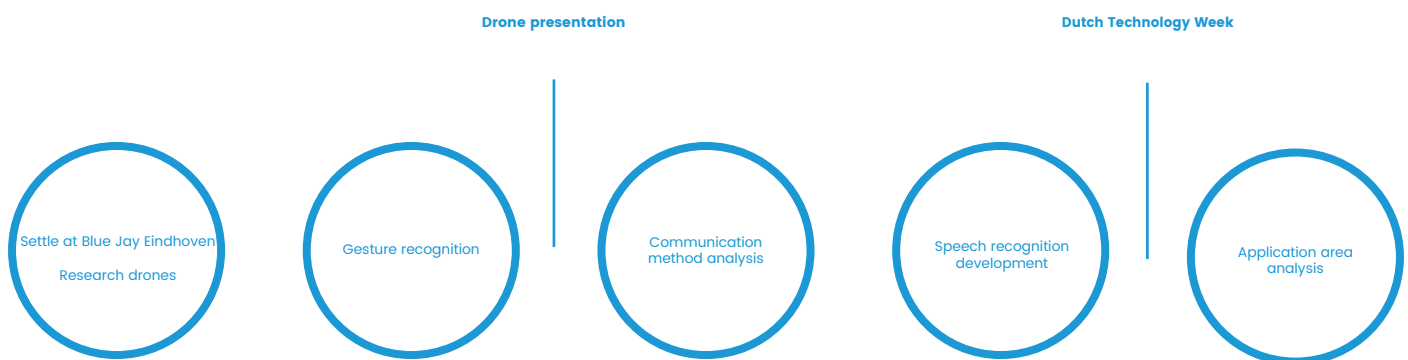 Drone presentation
Dutch Technology Week
Settle at Blue Jay Eindhoven
Research drones
Gesture recognition
Communication
method analysis
Speech recognition
development
Application area
analysis